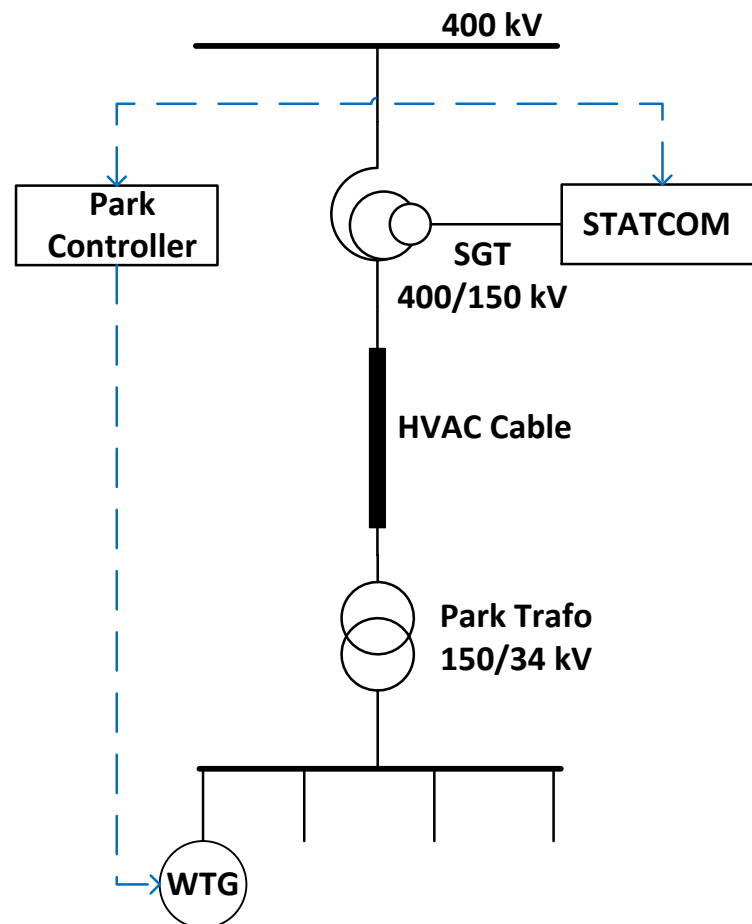 400 kV
Park
Controller
STATCOM
SGT
400/150 kV
HVAC Cable
Park Trafo
150/34 kV
WTG